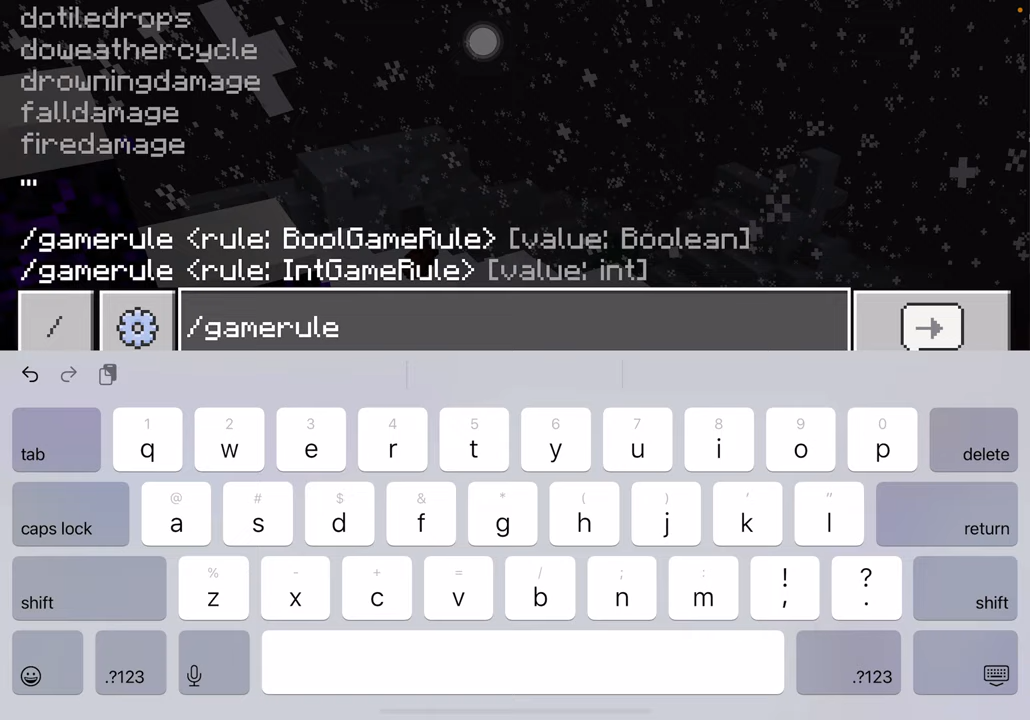 dotiledrops
doweathercycle
drowningdamage
falldamage
firedamage
...
/gamerule <rule: BoolGameRule> [value: Boolean]
/gamerule <rule: IntGameRule> [value: int]
/ /gamerule
1 2 3 4 5 6 7 8 9 0
tab q w e r t y u i o p delete
@ # $ & * ( ) ' "
caps lock a s d f g h j k l return
% - + = / ; : ! ?
shift z x c v b n m , . shift
.?123 .?123